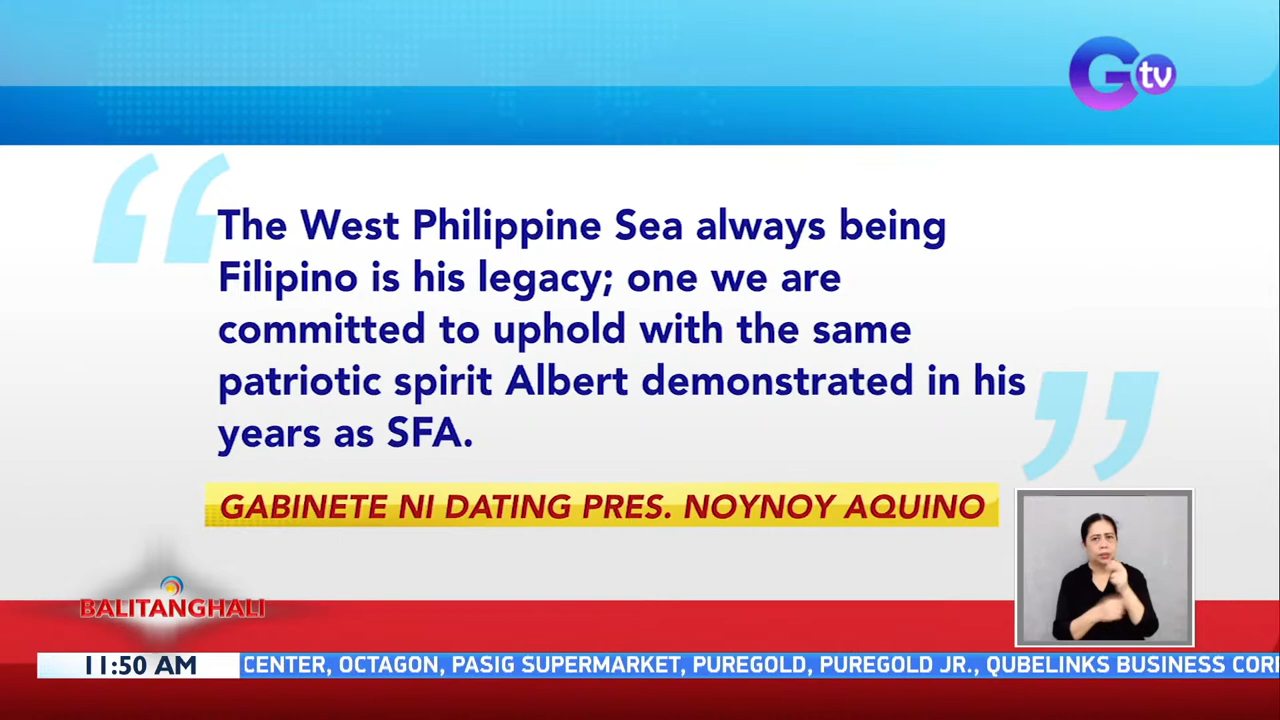 Gtv
The West Philippine Sea always being
Filipino is his legacy; one we are
committed to uphold with the same
patriotic spirit Albert demonstrated in his
years as SFA.
GABINETE NI DATING PRES. NOYNOY AQUINO
BALITANGHALI
11:50 AM
CENTER, OCTAGON, PASIG SUPERMARKET, PUREGOLD, PUREGOLD JR., QUBELINKS BUSINESS COR